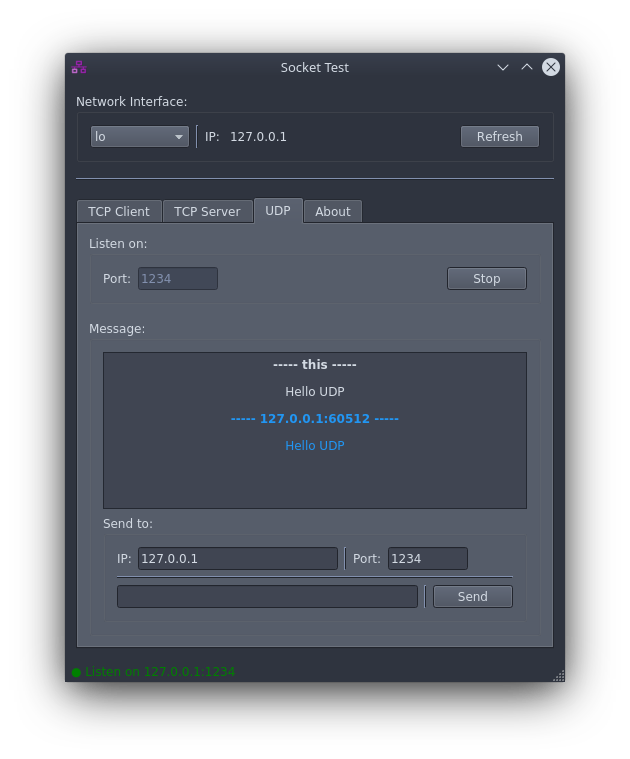 Socket Test
Network Interface:
lo IP: 127.0.0.1 Refresh
TCP Client TCP Server UDP About
Listen on:
Port: 1234 Stop
Message:
----- this -----
Hello UDP
----- 127.0.0.1:60512 -----
Hello UDP
Send to:
IP: 127.0.0.1 Port: 1234
Send
Listen on 127.0.0.1:1234